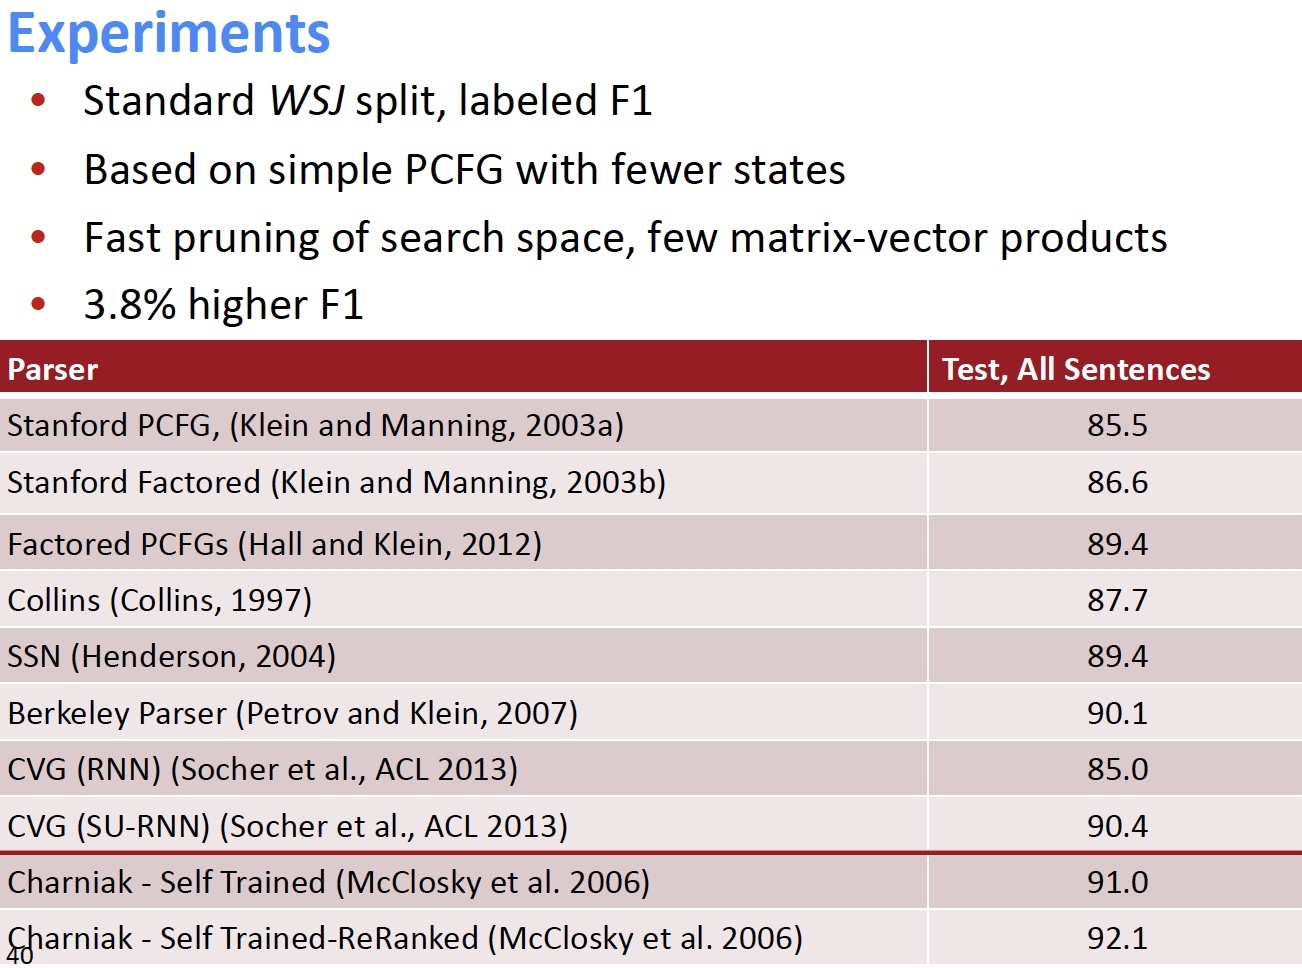 Experiments
• Standard WSJ split, labeled F1
• Based on simple PCFG with fewer states
• Fast pruning of search space, few matrix-vector products
• 3.8% higher F1
Parser Test, All Sentences
Stanford PCFG, (Klein and Manning, 2003a) 85.5
Stanford Factored (Klein and Manning, 2003b) 86.6
Factored PCFGs (Hall and Klein, 2012) 89.4
Collins (Collins, 1997) 87.7
SSN (Henderson, 2004) 89.4
Berkeley Parser (Petrov and Klein, 2007) 90.1
CVG (RNN) (Socher et al., ACL 2013) 85.0
CVG (SU-RNN) (Socher et al., ACL 2013) 90.4
Charniak - Self Trained (McClosky et al. 2006) 91.0
Charniak - Self Trained-ReRanked (McClosky et al. 2006) 92.1
40